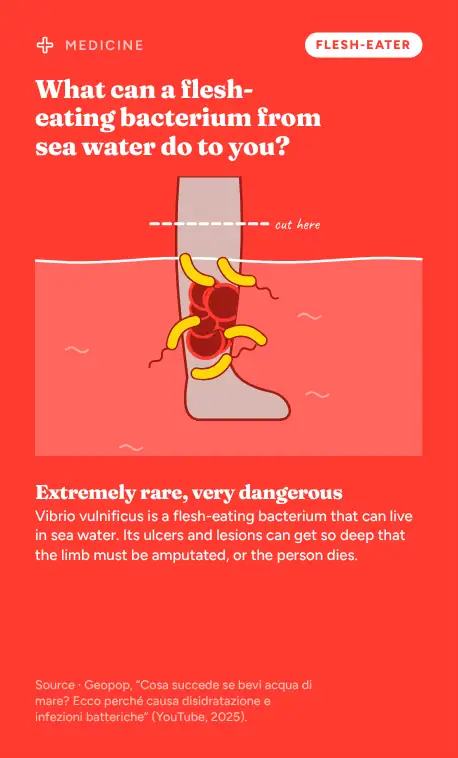 MEDICINE
FLESH-EATER
What can a flesh-
eating bacterium from
sea water do to you?
cut here
Extremely rare, very dangerous
Vibrio vulnificus is a flesh-eating bacterium that can live
in sea water. Its ulcers and lesions can get so deep that
the limb must be amputated, or the person dies.
Source · Geopop, “Cosa succede se bevi acqua di
mare? Ecco perché causa disidratazione e
infezioni batteriche” (YouTube, 2025).